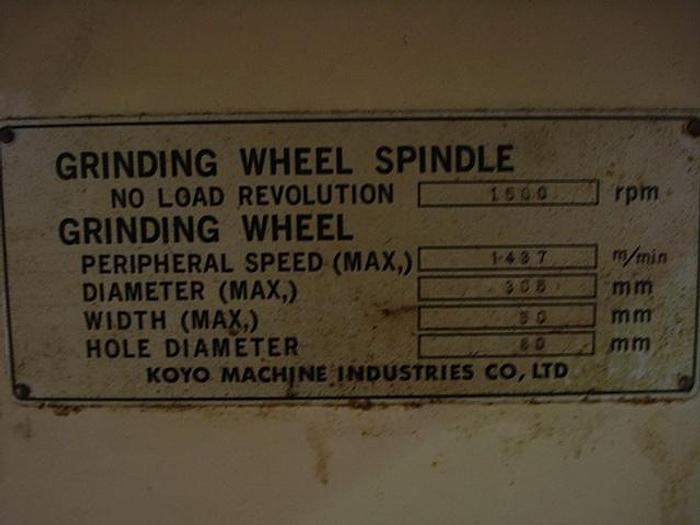 GRINDING WHEEL SPINDLE
NO LOAD REVOLUTION 1500 rpm
GRINDING WHEEL
PERIPHERAL SPEED (MAX,) 1437 m/min
DIAMETER (MAX,) 305 mm
WIDTH (MAX,) 50 mm
HOLE DIAMETER mm
KOYO MACHINE INDUSTRIES CO, LTD